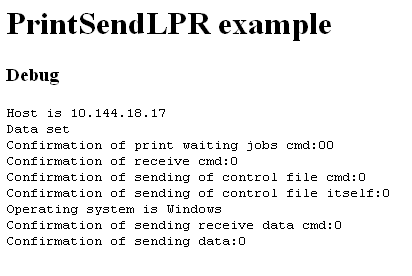 PrintSendLPR example
Debug
Host is 10.144.18.17
Data set
Confirmation of print waiting jobs cmd:00
Confirmation of receive cmd:0
Confirmation of sending of control file cmd:0
Confirmation of sending of control file itself:0
Operating system is Windows
Confirmation of sending receive data cmd:0
Confirmation of sending data:0